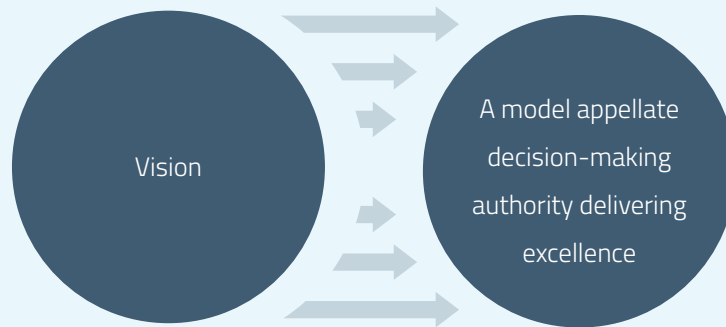 Vision
A model appellate
decision-making
authority delivering
excellence